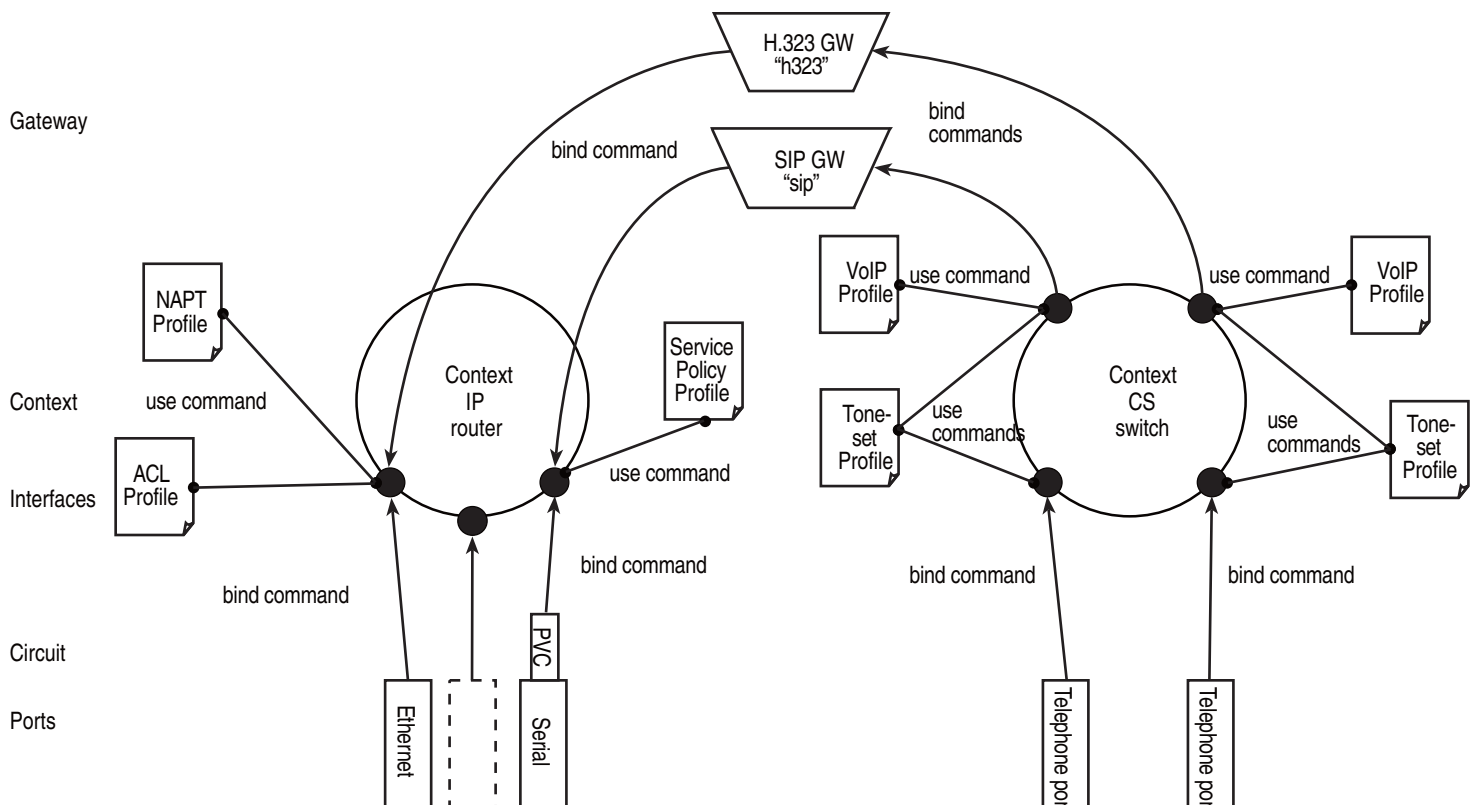 H.323 GW
“h323”
Gateway
bind
commands
bind command
SIP GW
“sip”
NAPT
Profile
VoIP
Profile
use command
use command
VoIP
Profile
Service
Policy
Profile
Context
IP
router
Context
CS
switch
Context
use command
Tone-
set
Profile
use
commands
use
commands
Tone-
set
Profile
ACL
Profile
use command
Interfaces
bind command
bind command
bind command
bind command
Circuit
PVC
Ports
Ethernet
Serial
Telephone
Telephone